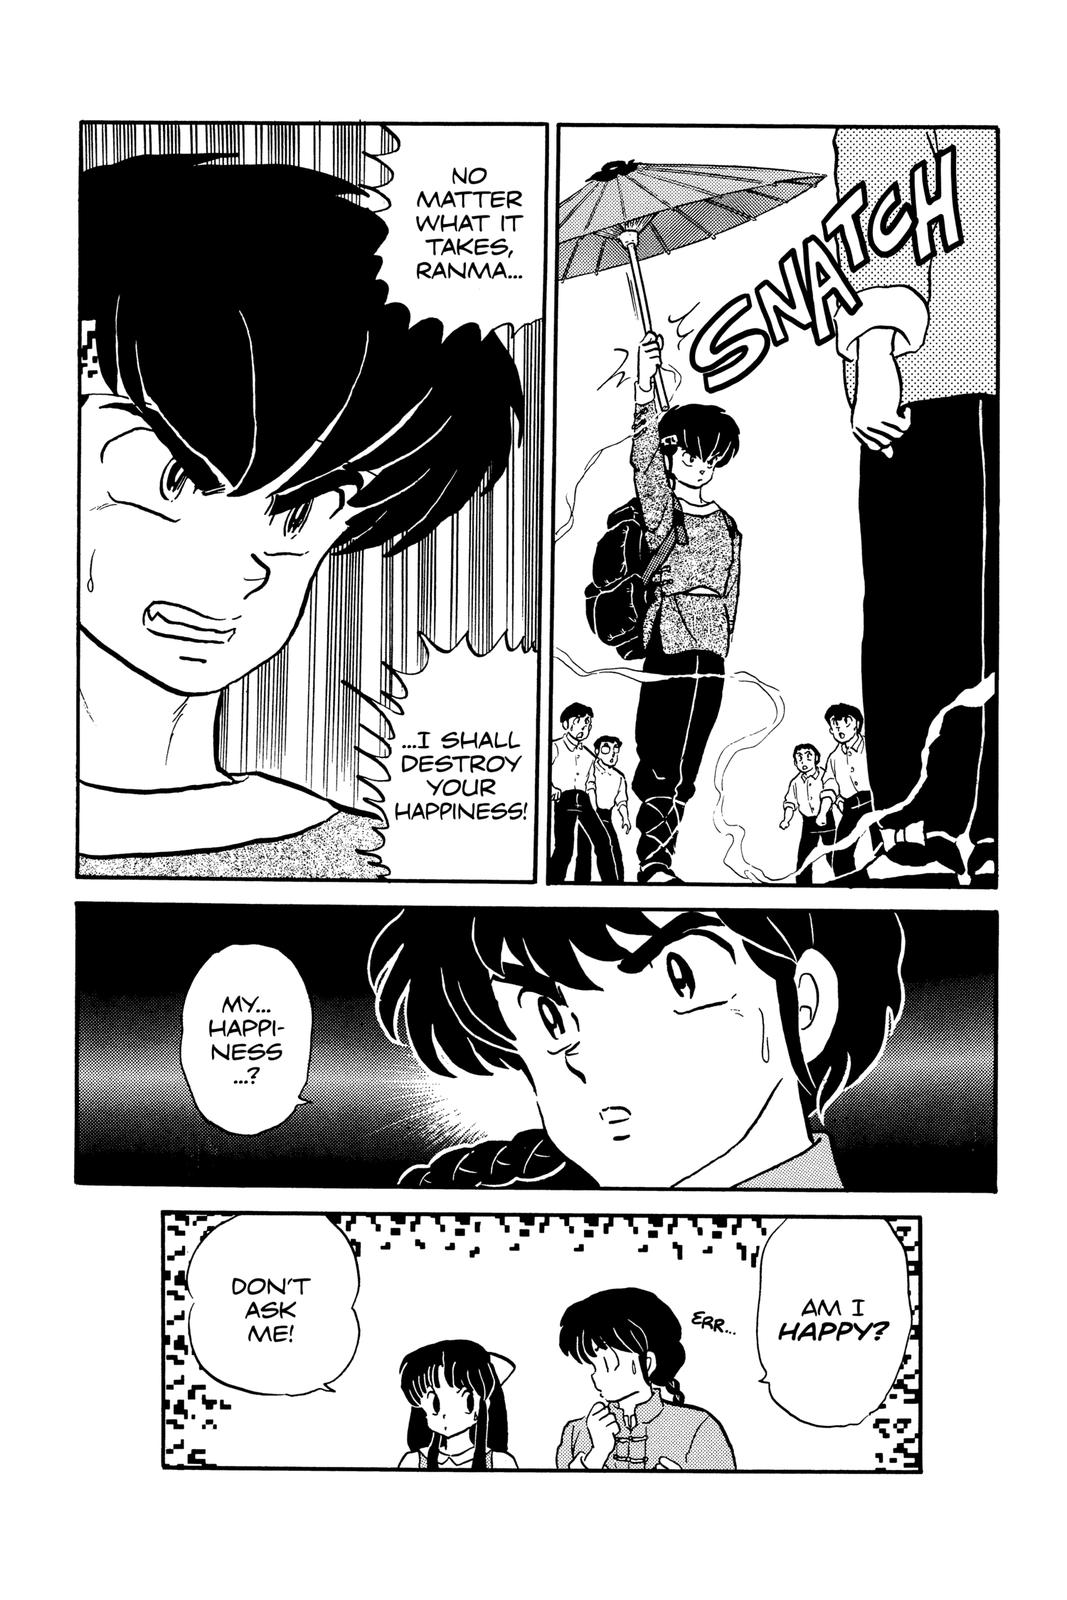 SNATCH
NO
MATTER
WHAT IT
TAKES,
RANMA...
...I SHALL
DESTROY
YOUR
HAPPINESS!
MY...
HAPPI-
NESS
...?
AM I
HAPPY?
ERR...
DON'T
ASK
ME!